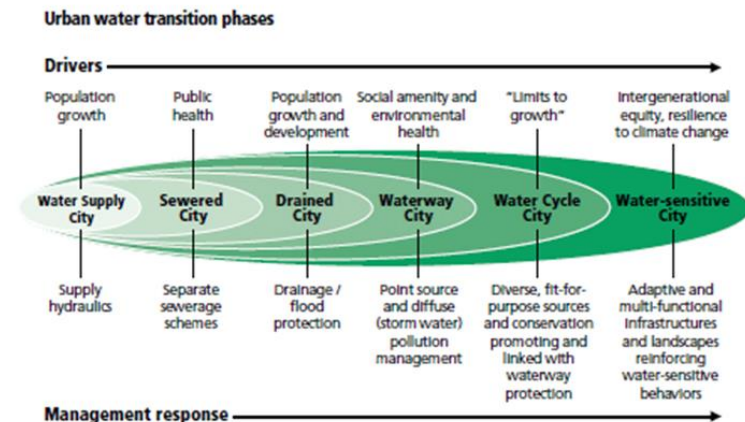 Urban water transition phases
Drivers
Population
growth
Public
health
Population
growth and
development
Social amenity and
environmental
health
"Limits to
growth"
Intergenerational
equity, resilience
to climate change
Water Supply
City
Sewered
City
Drained
City
Waterway
City
Water Cycle
City
Water-sensitive
City
Supply
hydraulics
Separate
sewerage
schemes
Drainage /
flood
protection
Point source
and diffuse
(storm water)
pollution
management
Diverse, fit-for-
purpose sources
and conservation
promoting and
linked with
waterway
protection
Adaptive and
multi-functional
infrastructures
and landscapes
reinforcing
water-sensitive
behaviors
Management response